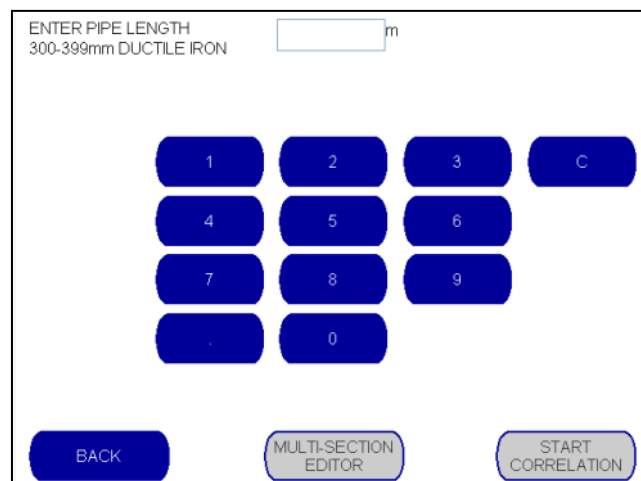 ENTER PIPE LENGTH
300-399mm DUCTILE IRON
m
1 2 3 C
4 5 6
7 8 9
. 0
BACK
MULTI-SECTION
EDITOR
START
CORRELATION